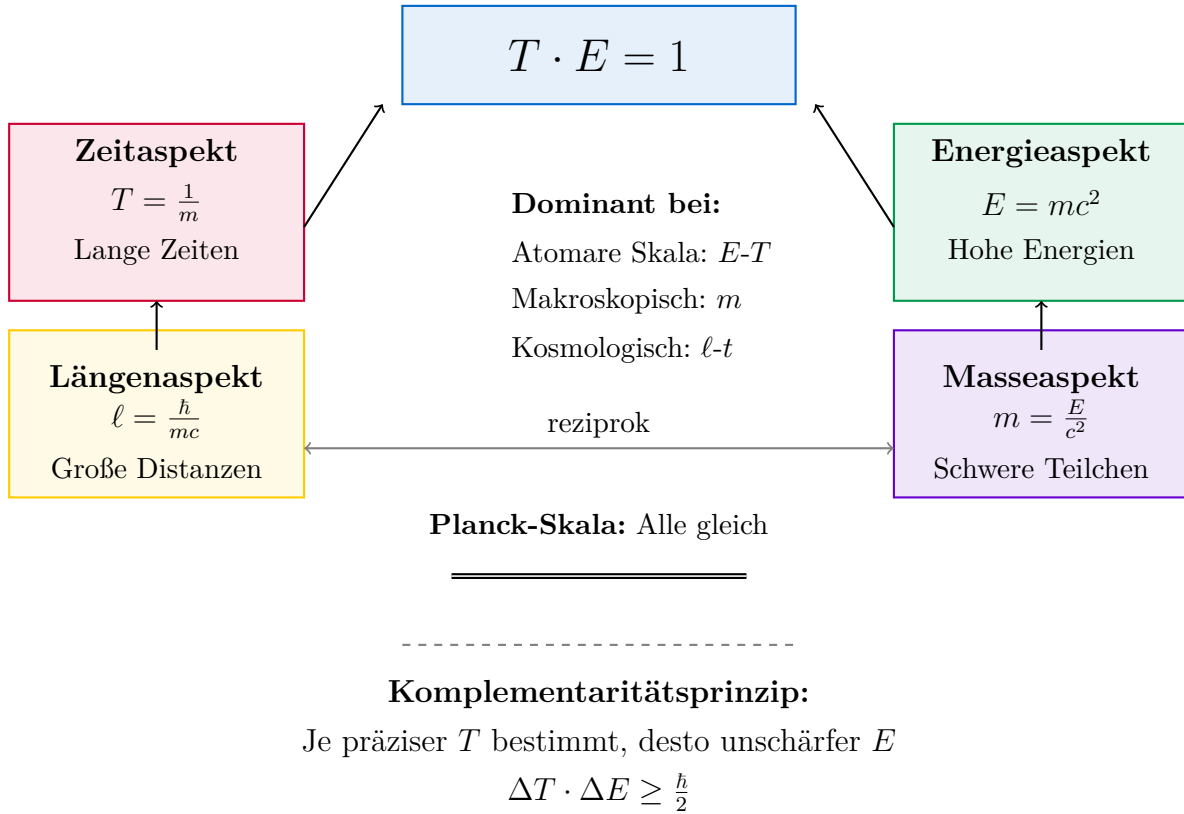 T · E = 1
Zeitaspekt
T = 1/m
Lange Zeiten
Energieaspekt
E = mc²
Hohe Energien
Dominant bei:
Atomare Skala: E-T
Makroskopisch: m
Kosmologisch: ℓ-t
Längenaspekt
ℓ = ħ/mc
Große Distanzen
Masseaspekt
m = E/c²
Schwere Teilchen
reziprok
Planck-Skala: Alle gleich
Komplementaritätsprinzip:
Je präziser T bestimmt, desto unschärfer E
ΔT · ΔE ≥ ħ/2